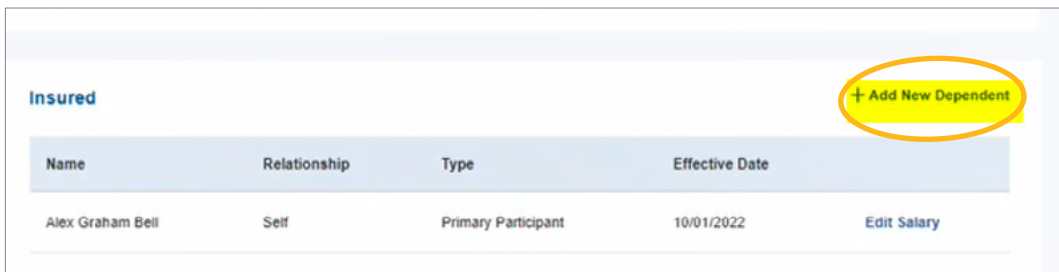 Insured
+ Add New Dependent
Name Relationship Type Effective Date
Alex Graham Bell Self Primary Participant 10/01/2022 Edit Salary